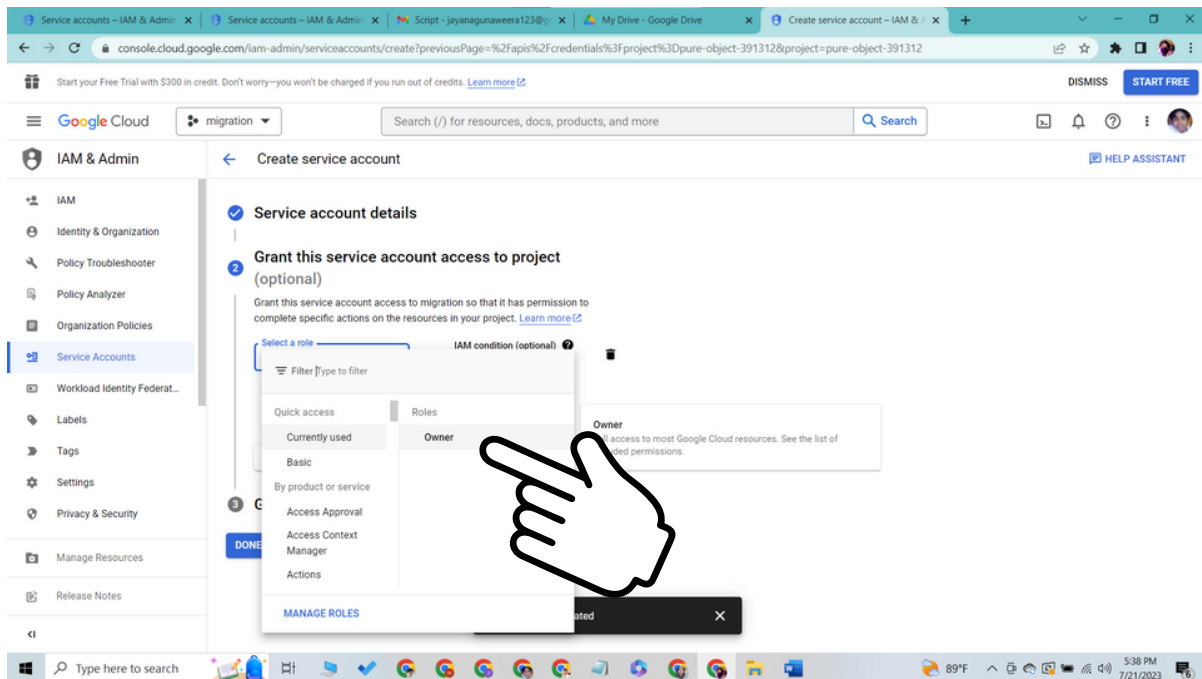 Service accounts – IAM & Admin
Service accounts – IAM & Admin
Script - jayanagunaweera123@g
My Drive - Google Drive
Create service account – IAM & A
console.cloud.google.com/iam-admin/serviceaccounts/create?previousPage=%2Fapis%2Fcredentials%3Fproject%3Dpure-object-391312&project=pure-object-391312
Start your Free Trial with $300 in credit. Don't worry—you won't be charged if you run out of credits. Learn more
DISMISS
START FREE
Google Cloud
migration
Search (/) for resources, docs, products, and more
Search
IAM & Admin
Create service account
HELP ASSISTANT
IAM
Identity & Organization
Policy Troubleshooter
Policy Analyzer
Organization Policies
Service Accounts
Workload Identity Federat...
Labels
Tags
Settings
Privacy & Security
Manage Resources
Release Notes
Service account details
2
Grant this service account access to project
(optional)
Grant this service account access to migration so that it has permission to
complete specific actions on the resources in your project. Learn more
Select a role
IAM condition (optional)
Filter Type to filter
Quick access
Currently used
Basic
By product or service
Access Approval
Access Context
Manager
Actions
MANAGE ROLES
Roles
Owner
Owner
ll access to most Google Cloud resources. See the list of
ded permissions.
3
G
DONE
ated
Type here to search
89°F
5:38 PM
7/21/2023